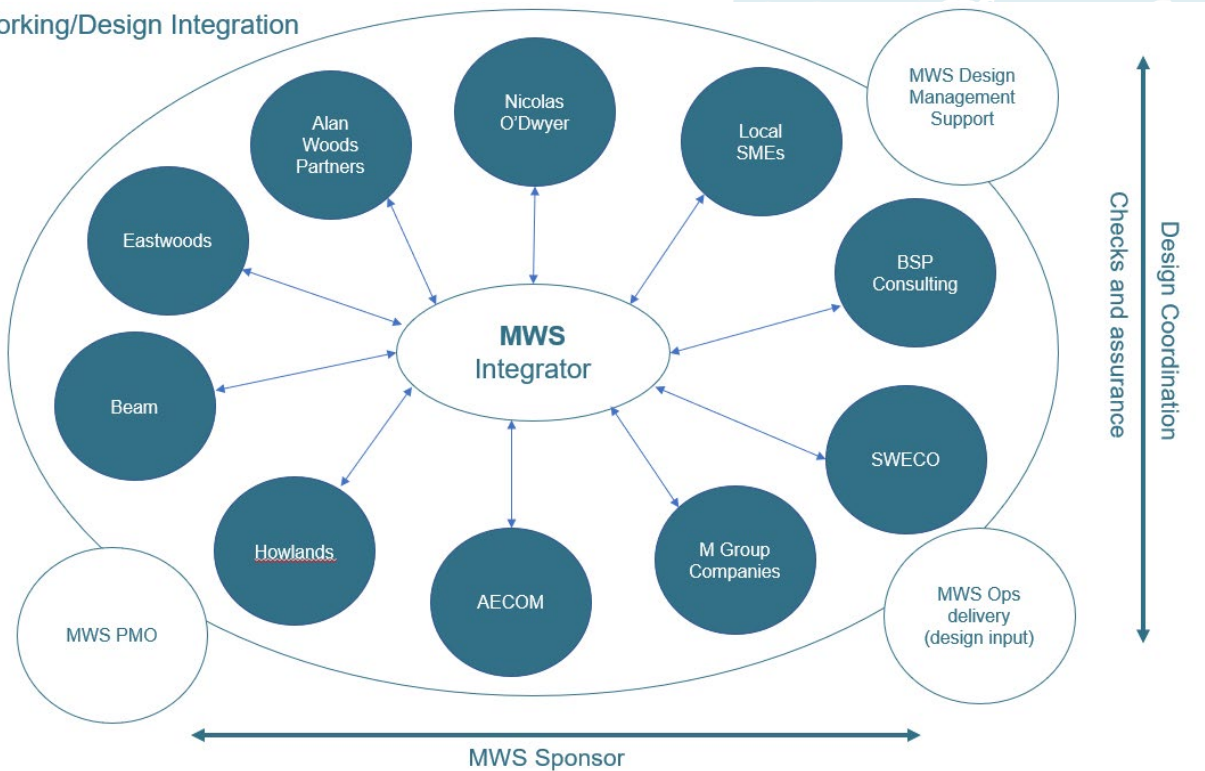 orking/Design Integration
Nicolas
O'Dwyer
MWS Design
Management
Support
Alan
Woods
Partners
Local
SMEs
Eastwoods
BSP
Consulting
Checks and assurance
Design Coordination
MWS
Integrator
Beam
SWECO
Howlands
M Group
Companies
AECOM
MWS Ops
delivery
(design input)
MWS PMO
MWS Sponsor